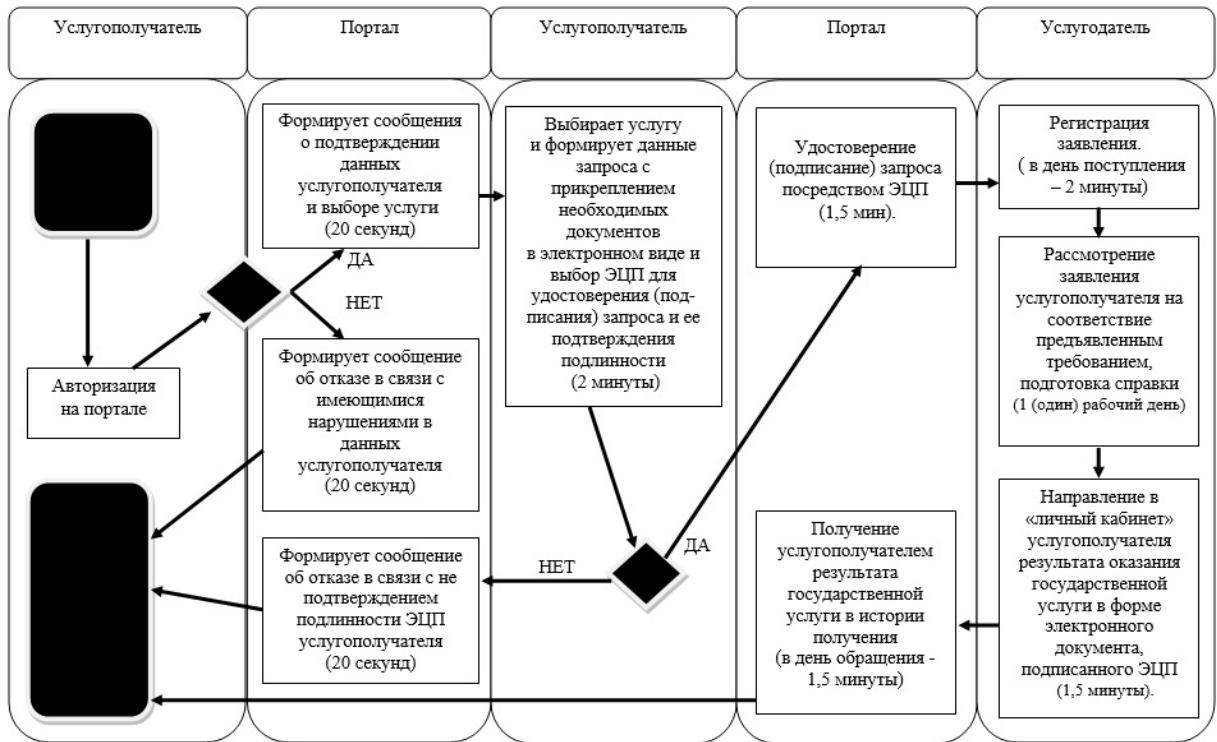 Услугополучатель
Портал
Услугополучатель
Портал
Услугодатель
Авторизация
на портале
Формирует сообщения
о подтверждении
данных
услугополучателя
и выборе услуги
(20 секунд)
ДА
НЕТ
Формирует сообщение
об отказе в связи с
имеющимися
нарушениями в
данных
услугополучателя
(20 секунд)
Формирует сообщение
об отказе в связи с не
подтверждением
подлинности ЭЦП
услугополучателя
(20 секунд)
Выбирает услугу
и формирует данные
запроса с
прикреплением
необходимых
документов
в электронном виде и
выбор ЭЦП для
удостоверения (под-
писания) запроса и ее
подтверждения
подлинности
(2 минуты)
НЕТ
ДА
Удостоверение
(подписание) запроса
посредством ЭЦП
(1,5 мин).
Получение
услугополучателем
результата
государственной
услуги в истории
получения
(в день обращения -
1,5 минуты)
Регистрация
заявления.
( в день поступления
– 2 минуты)
Рассмотрение
заявления
услугополучателя на
соответствие
предъявленным
требованием,
подготовка справки
(1 (один) рабочий день)
Направление в
«личный кабинет»
услугополучателя
результата оказания
государственной
услуги в форме
электронного
документа,
подписанного ЭЦП
(1,5 минуты).